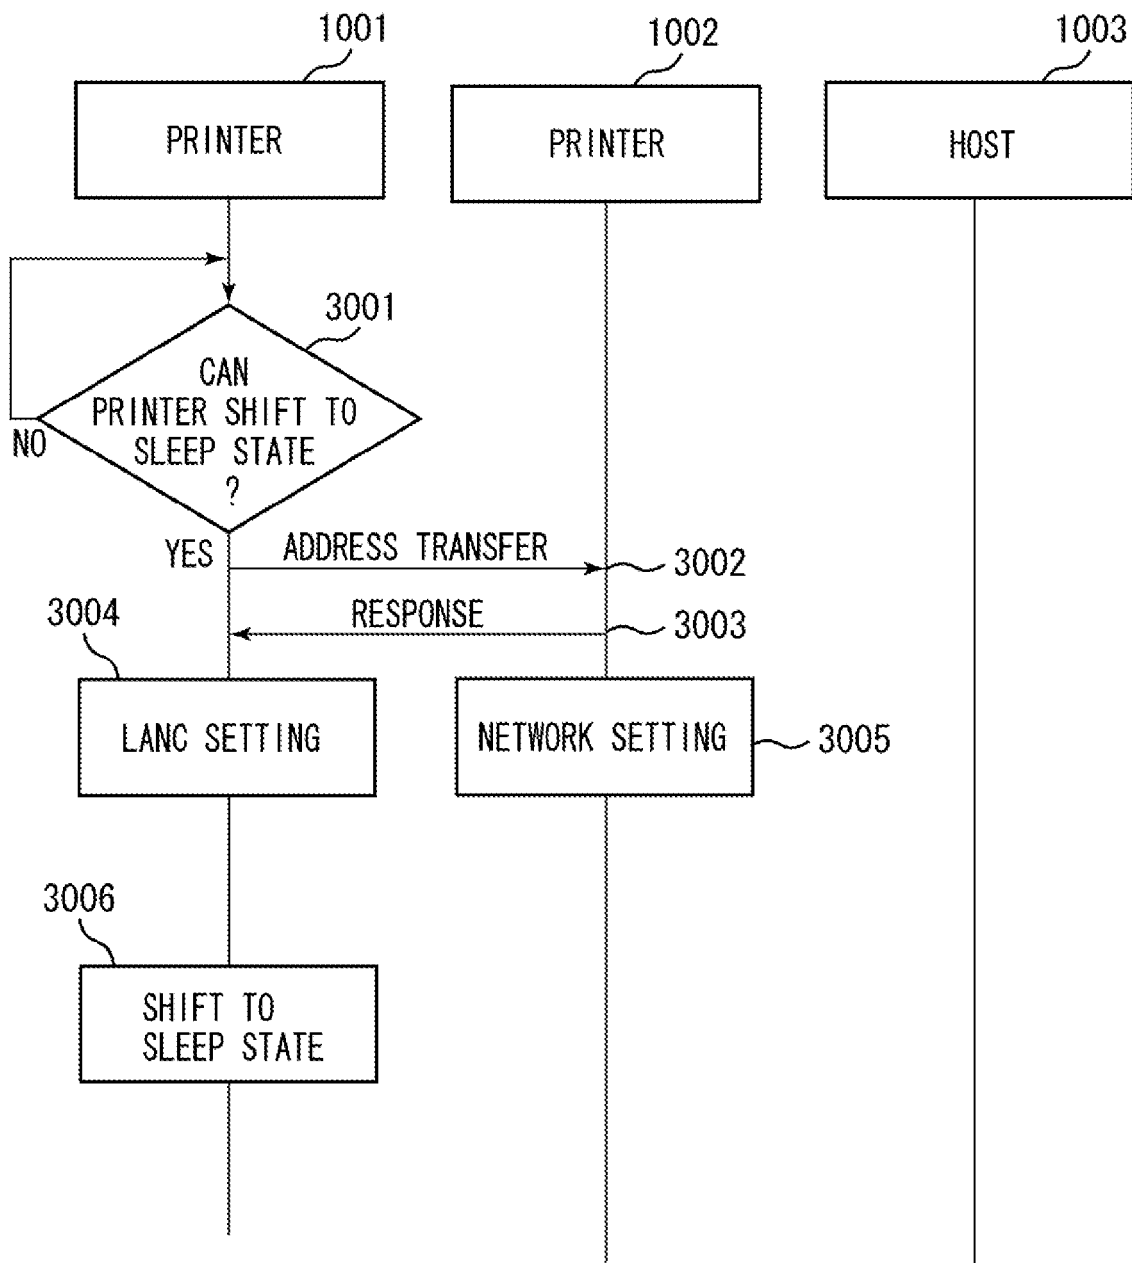 1001
1002
1003
PRINTER
PRINTER
HOST
3001
CAN
PRINTER SHIFT TO
SLEEP STATE
?
NO
YES
ADDRESS TRANSFER
3002
RESPONSE
3003
3004
LANC SETTING
NETWORK SETTING
3005
3006
SHIFT TO
SLEEP STATE